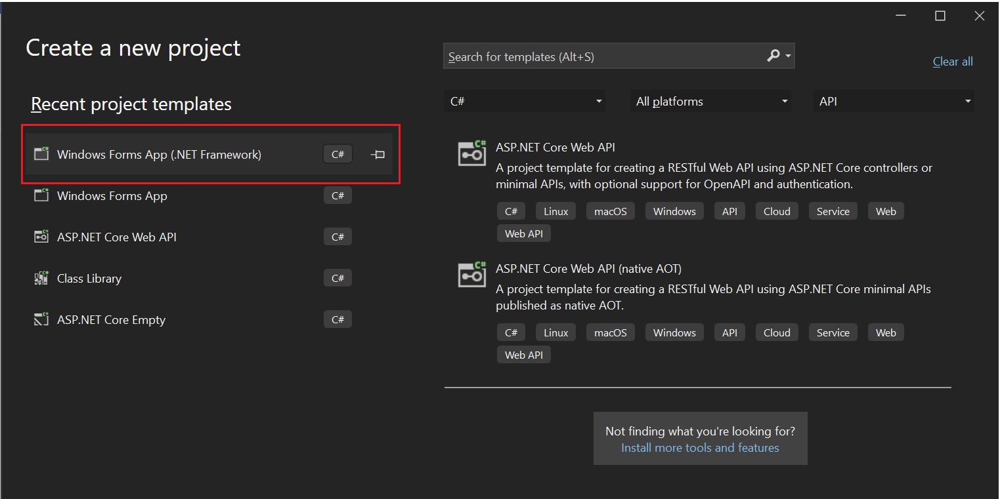 Create a new project
Search for templates (Alt+S)
Clear all
Recent project templates
C#
All platforms
API
Windows Forms App (.NET Framework)
C#
Windows Forms App
C#
ASP.NET Core Web API
C#
Class Library
C#
ASP.NET Core Empty
C#
ASP.NET Core Web API
A project template for creating a RESTful Web API using ASP.NET Core controllers or
minimal APIs, with optional support for OpenAPI and authentication.
C# Linux macOS Windows API Cloud Service Web
Web API
ASP.NET Core Web API (native AOT)
A project template for creating a RESTful Web API using ASP.NET Core minimal APIs
published as native AOT.
C# Linux macOS Windows API Cloud Service Web
Web API
Not finding what you're looking for?
Install more tools and features